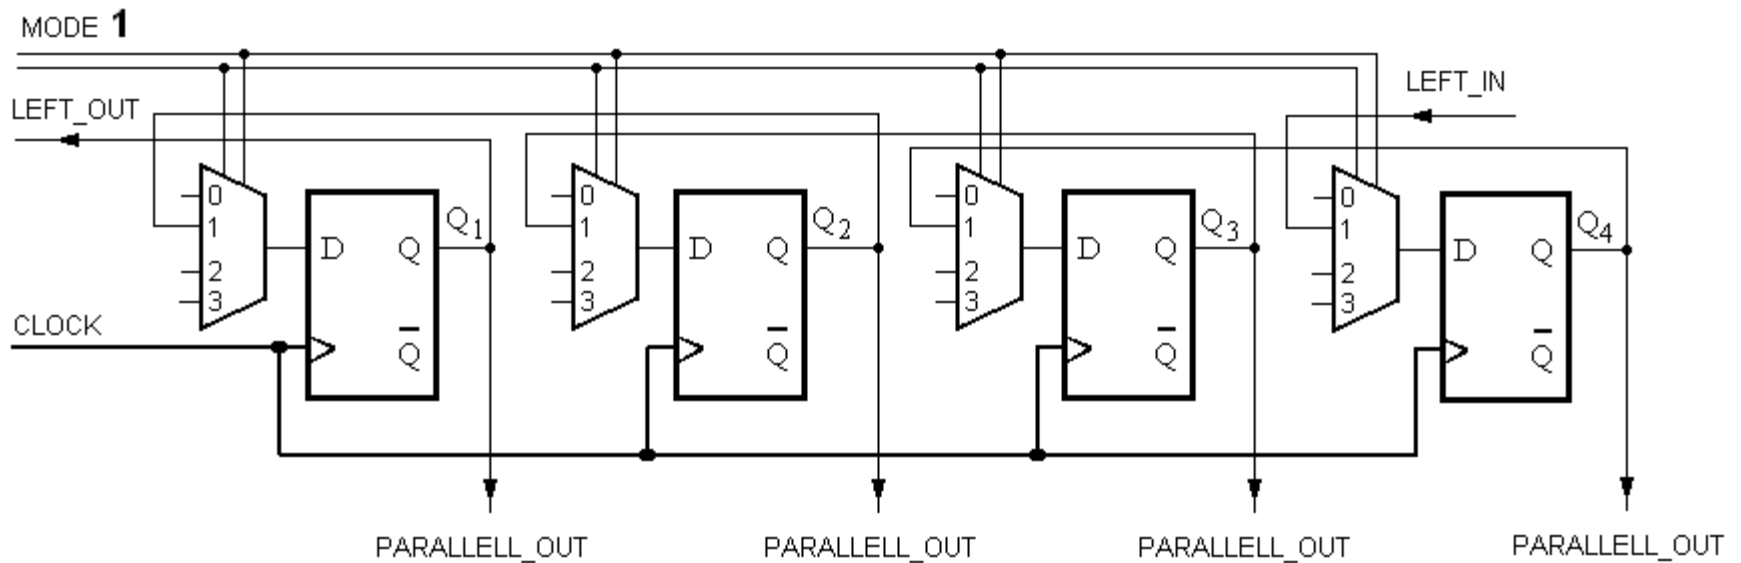 MODE 1
LEFT_OUT
LEFT_IN
0
1
2
3
D
Q
Q
Q1
0
1
2
3
D
Q
Q
Q2
0
1
2
3
D
Q
Q
Q3
0
1
2
3
D
Q
Q
Q4
CLOCK
PARALLELL_OUT
PARALLELL_OUT
PARALLELL_OUT
PARALLELL_OUT